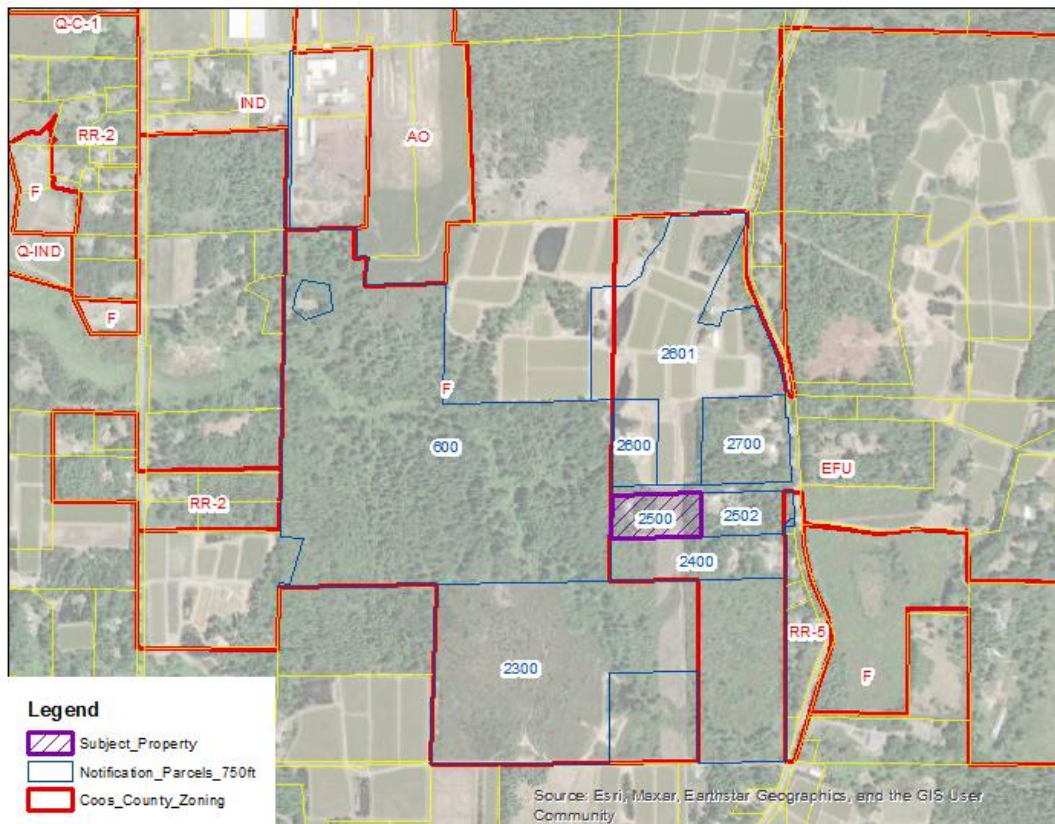 Q-C-1
IND
RR-2
AO
F
Q-IND
F
2601
F
600
2600
2700
EFU
RR-2
2500
2502
2400
RR-5
2300
F
Legend
Subject_Property
Notification_Parcels_750ft
Coos_County_Zoning
Source: Esri, Maxar, Earthstar Geographics, and the GIS User
Community